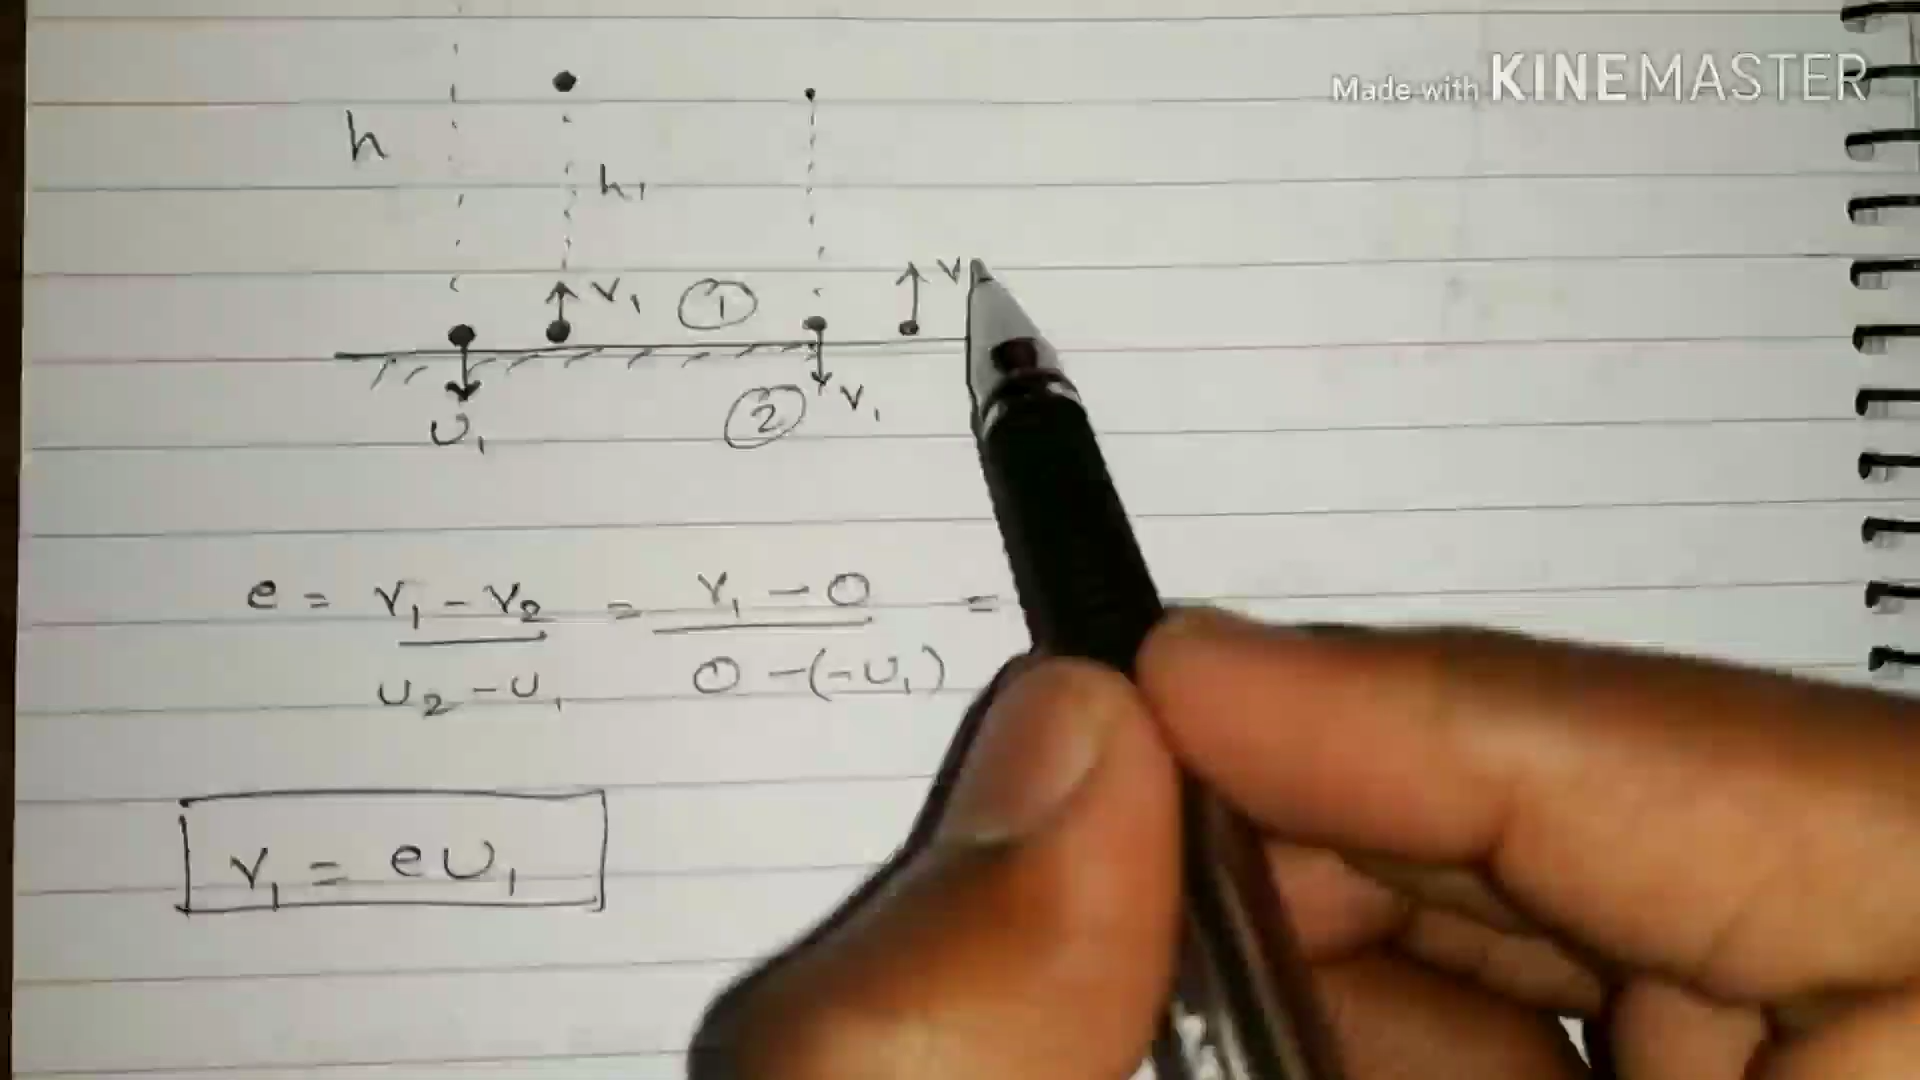 Made with KINEMASTER
h
h₁
v₁ ① v
u₁ ② v₁
e = v₁ - v₂ / u₂ - u₁ = v₁ - 0 / 0 - (-u₁) =
v₁ = eu₁